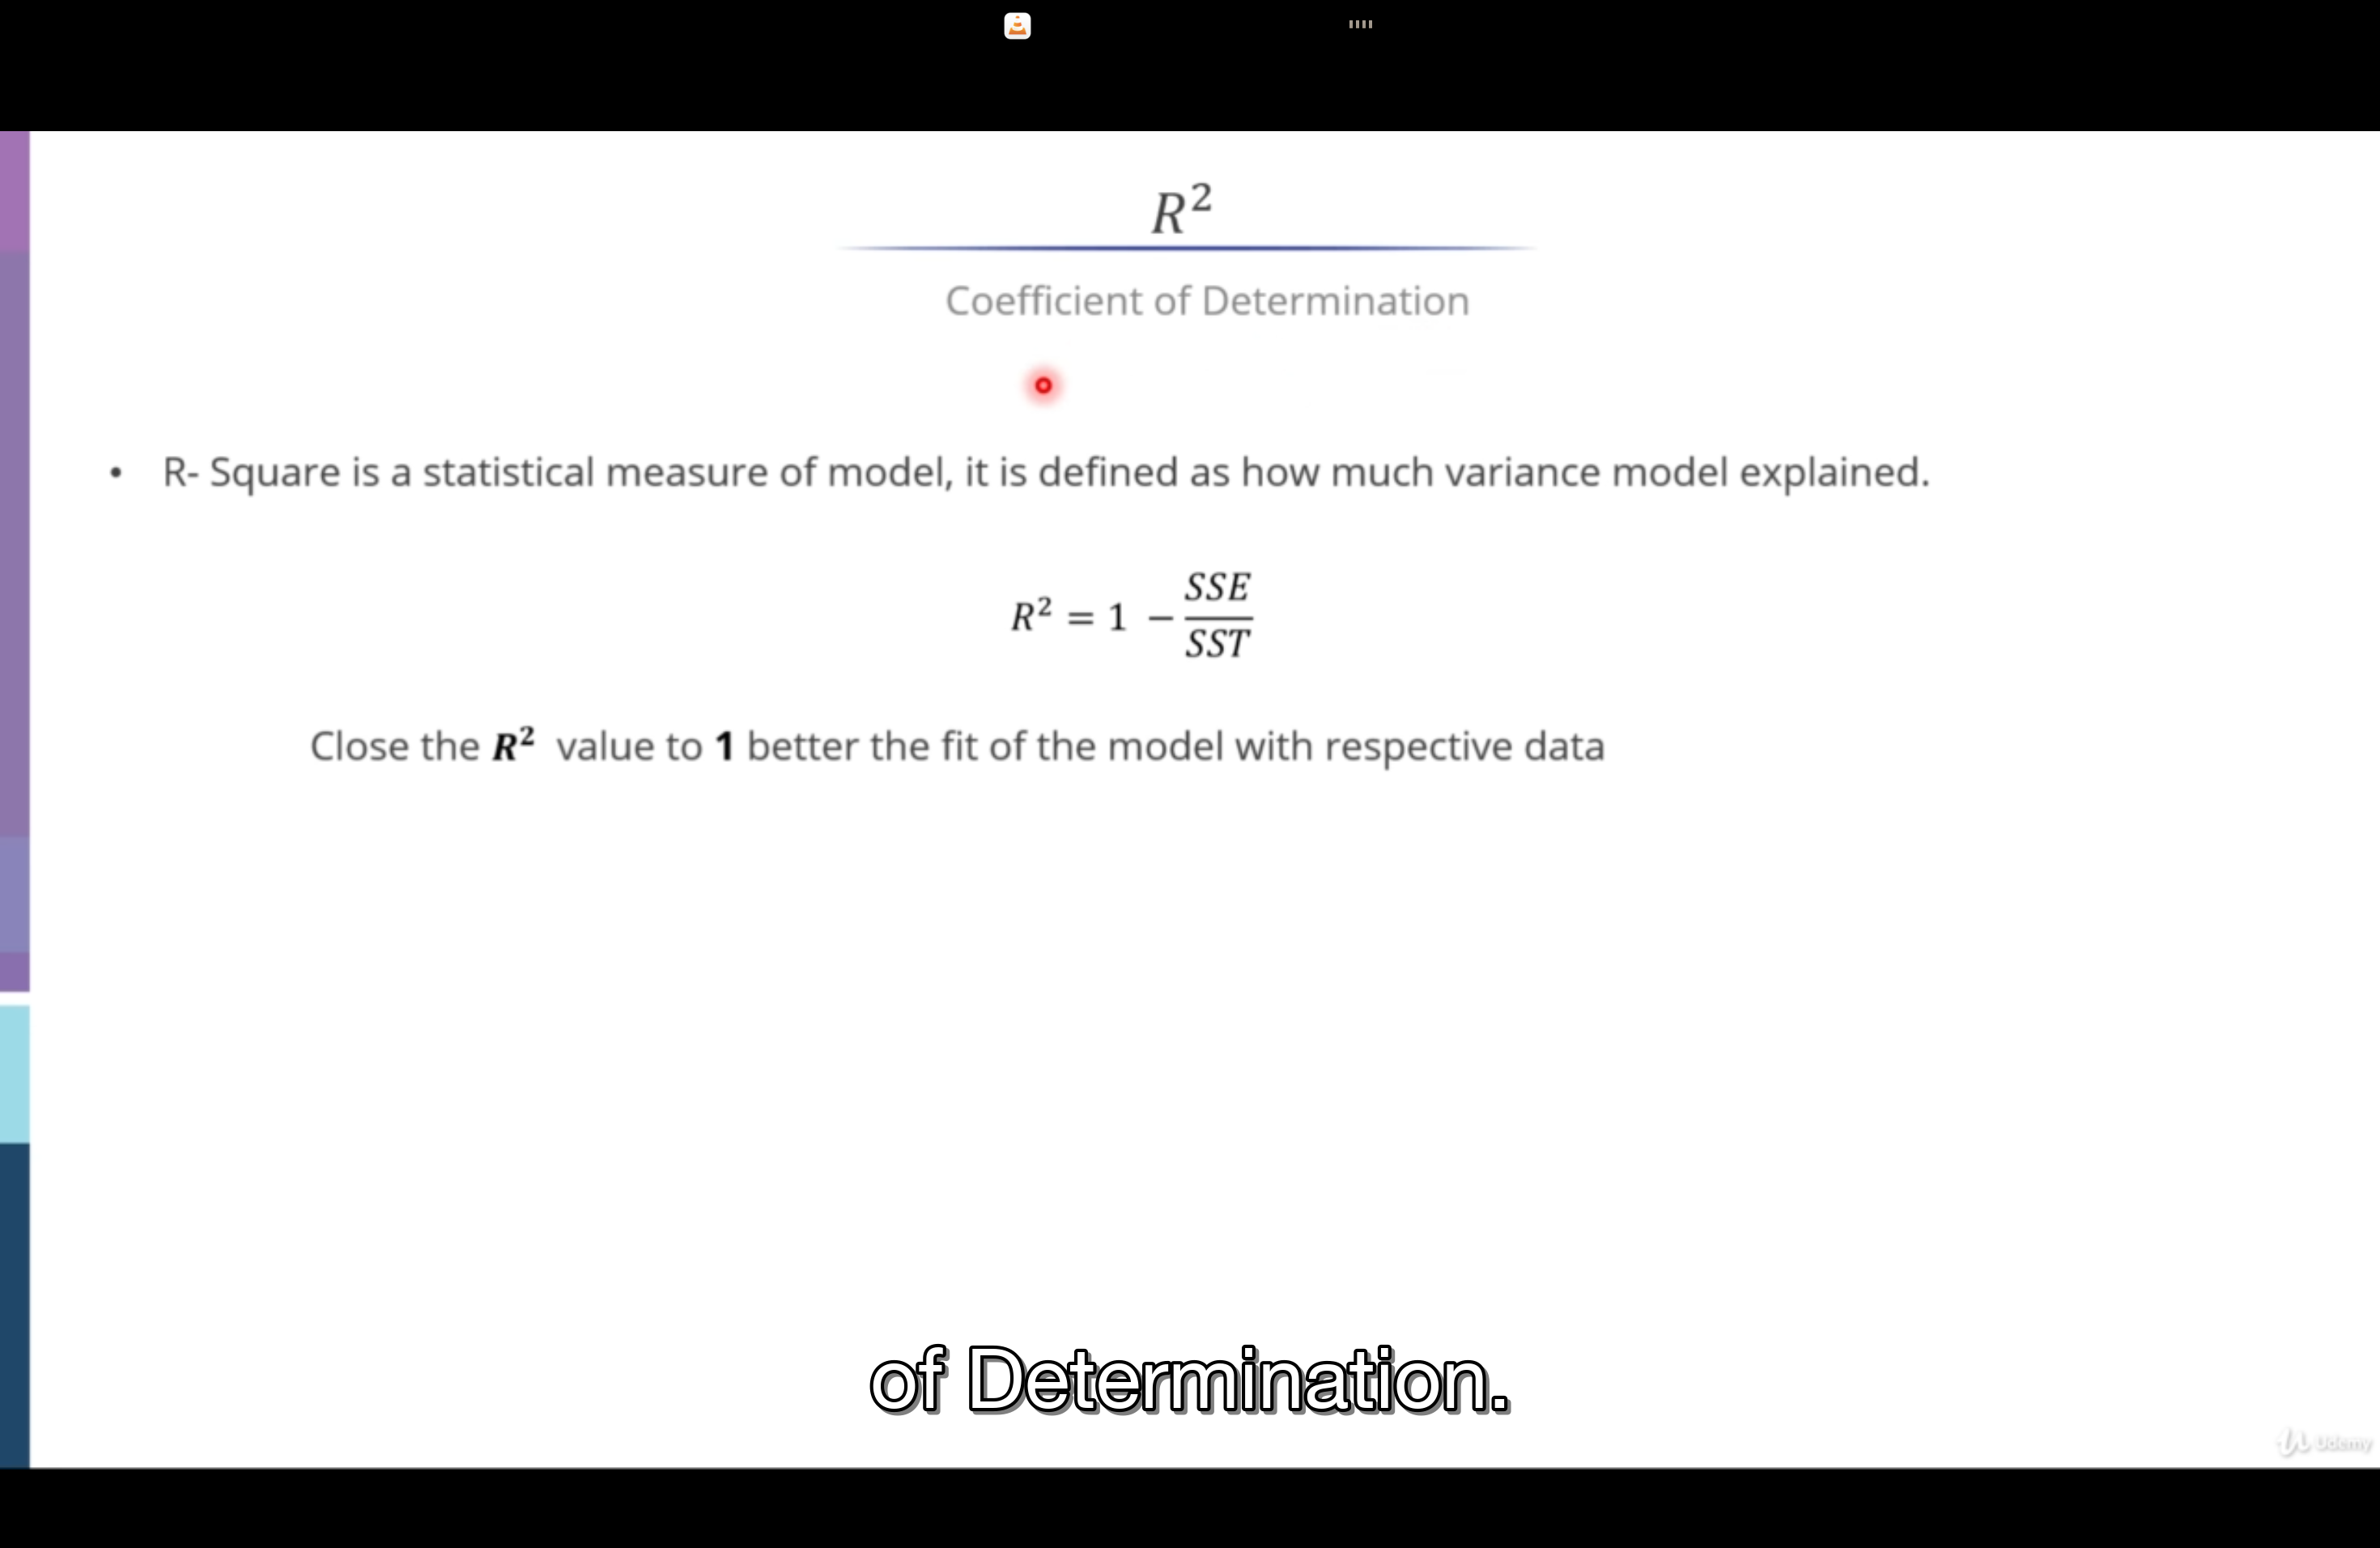 R²
Coefficient of Determination
• R- Square is a statistical measure of model, it is defined as how much variance model explained.
R² = 1 − SSE/SST
Close the R² value to 1 better the fit of the model with respective data
of Determination.
Udemy